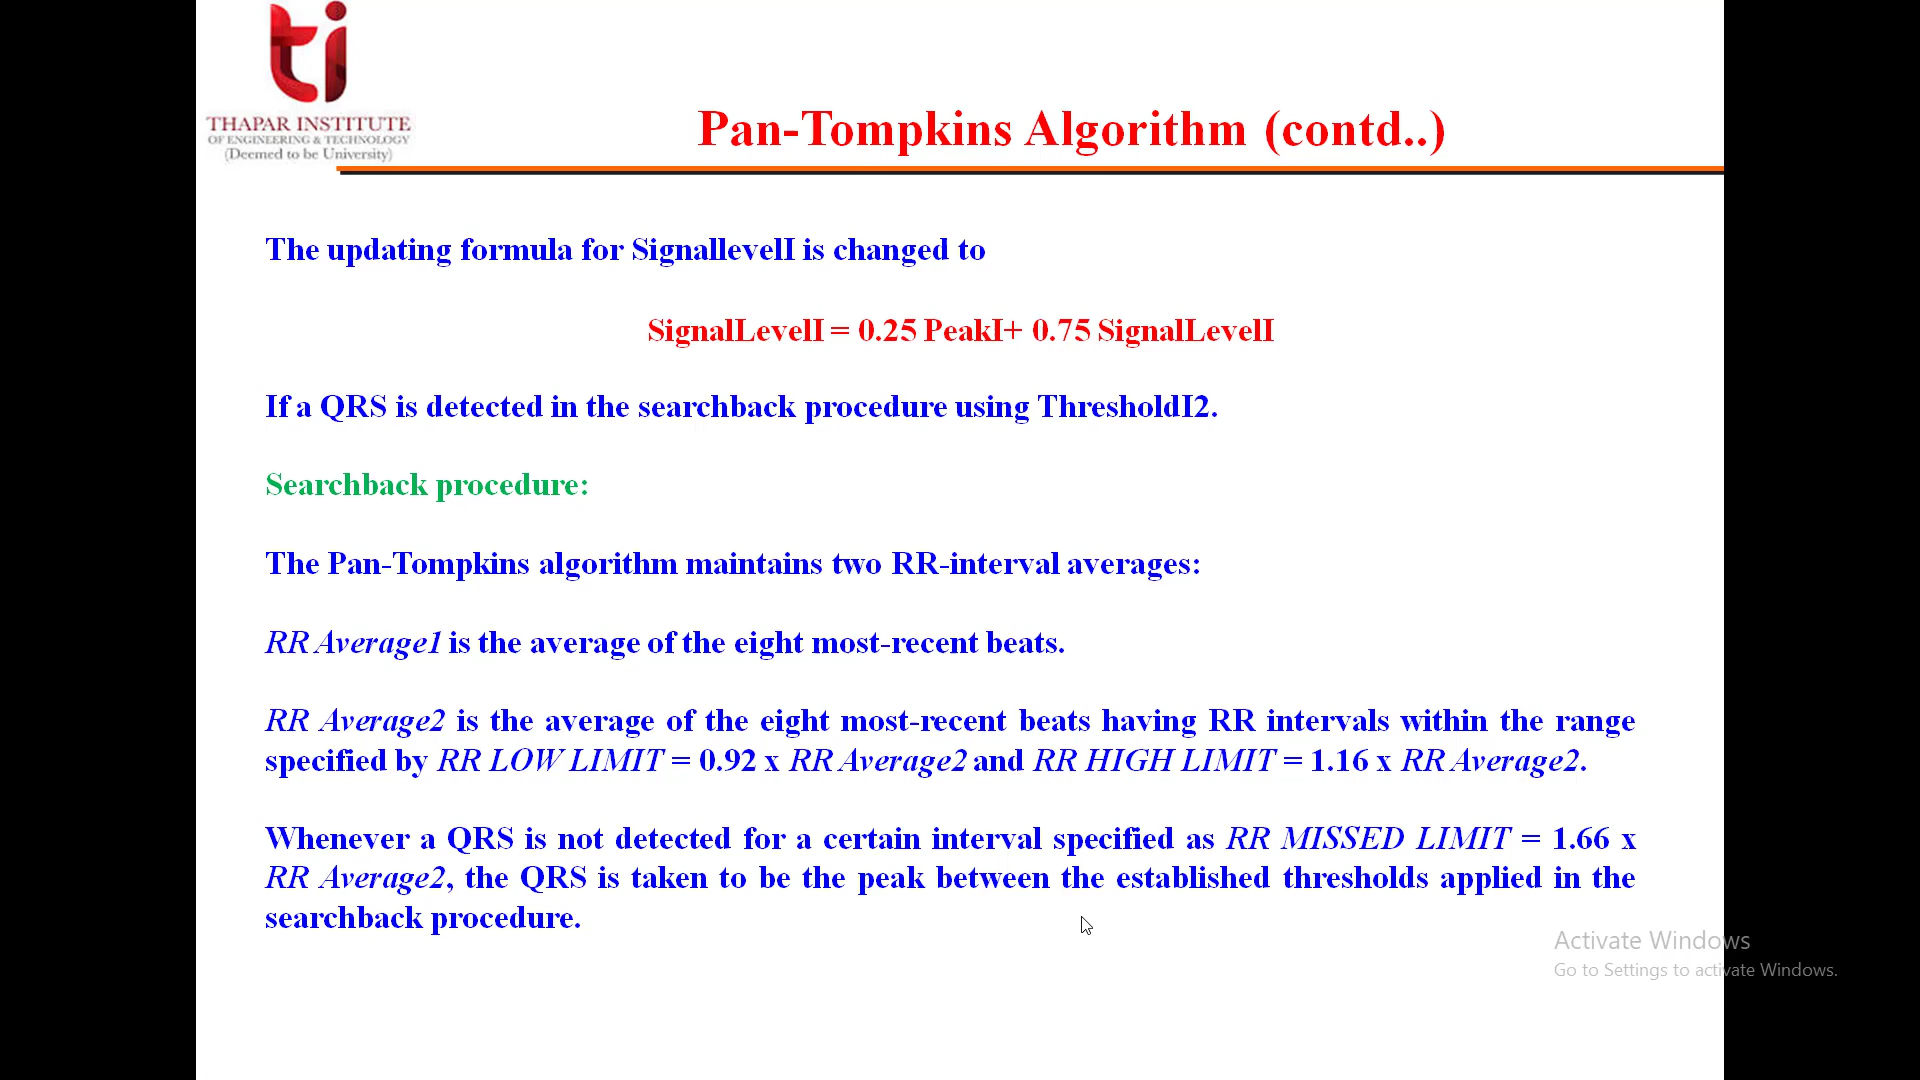 ti
THAPAR INSTITUTE
OF ENGINEERING & TECHNOLOGY
(Deemed to be University)
Pan-Tompkins Algorithm (contd..)
The updating formula for SignallevelI is changed to
SignalLevelI = 0.25 PeakI+ 0.75 SignalLevelI
If a QRS is detected in the searchback procedure using ThresholdI2.
Searchback procedure:
The Pan-Tompkins algorithm maintains two RR-interval averages:
RR Average1 is the average of the eight most-recent beats.
RR Average2 is the average of the eight most-recent beats having RR intervals within the range
specified by RR LOW LIMIT = 0.92 x RR Average2 and RR HIGH LIMIT = 1.16 x RR Average2.
Whenever a QRS is not detected for a certain interval specified as RR MISSED LIMIT = 1.66 x
RR Average2, the QRS is taken to be the peak between the established thresholds applied in the
searchback procedure.
Activate Windows
Go to Settings to activate Windows.